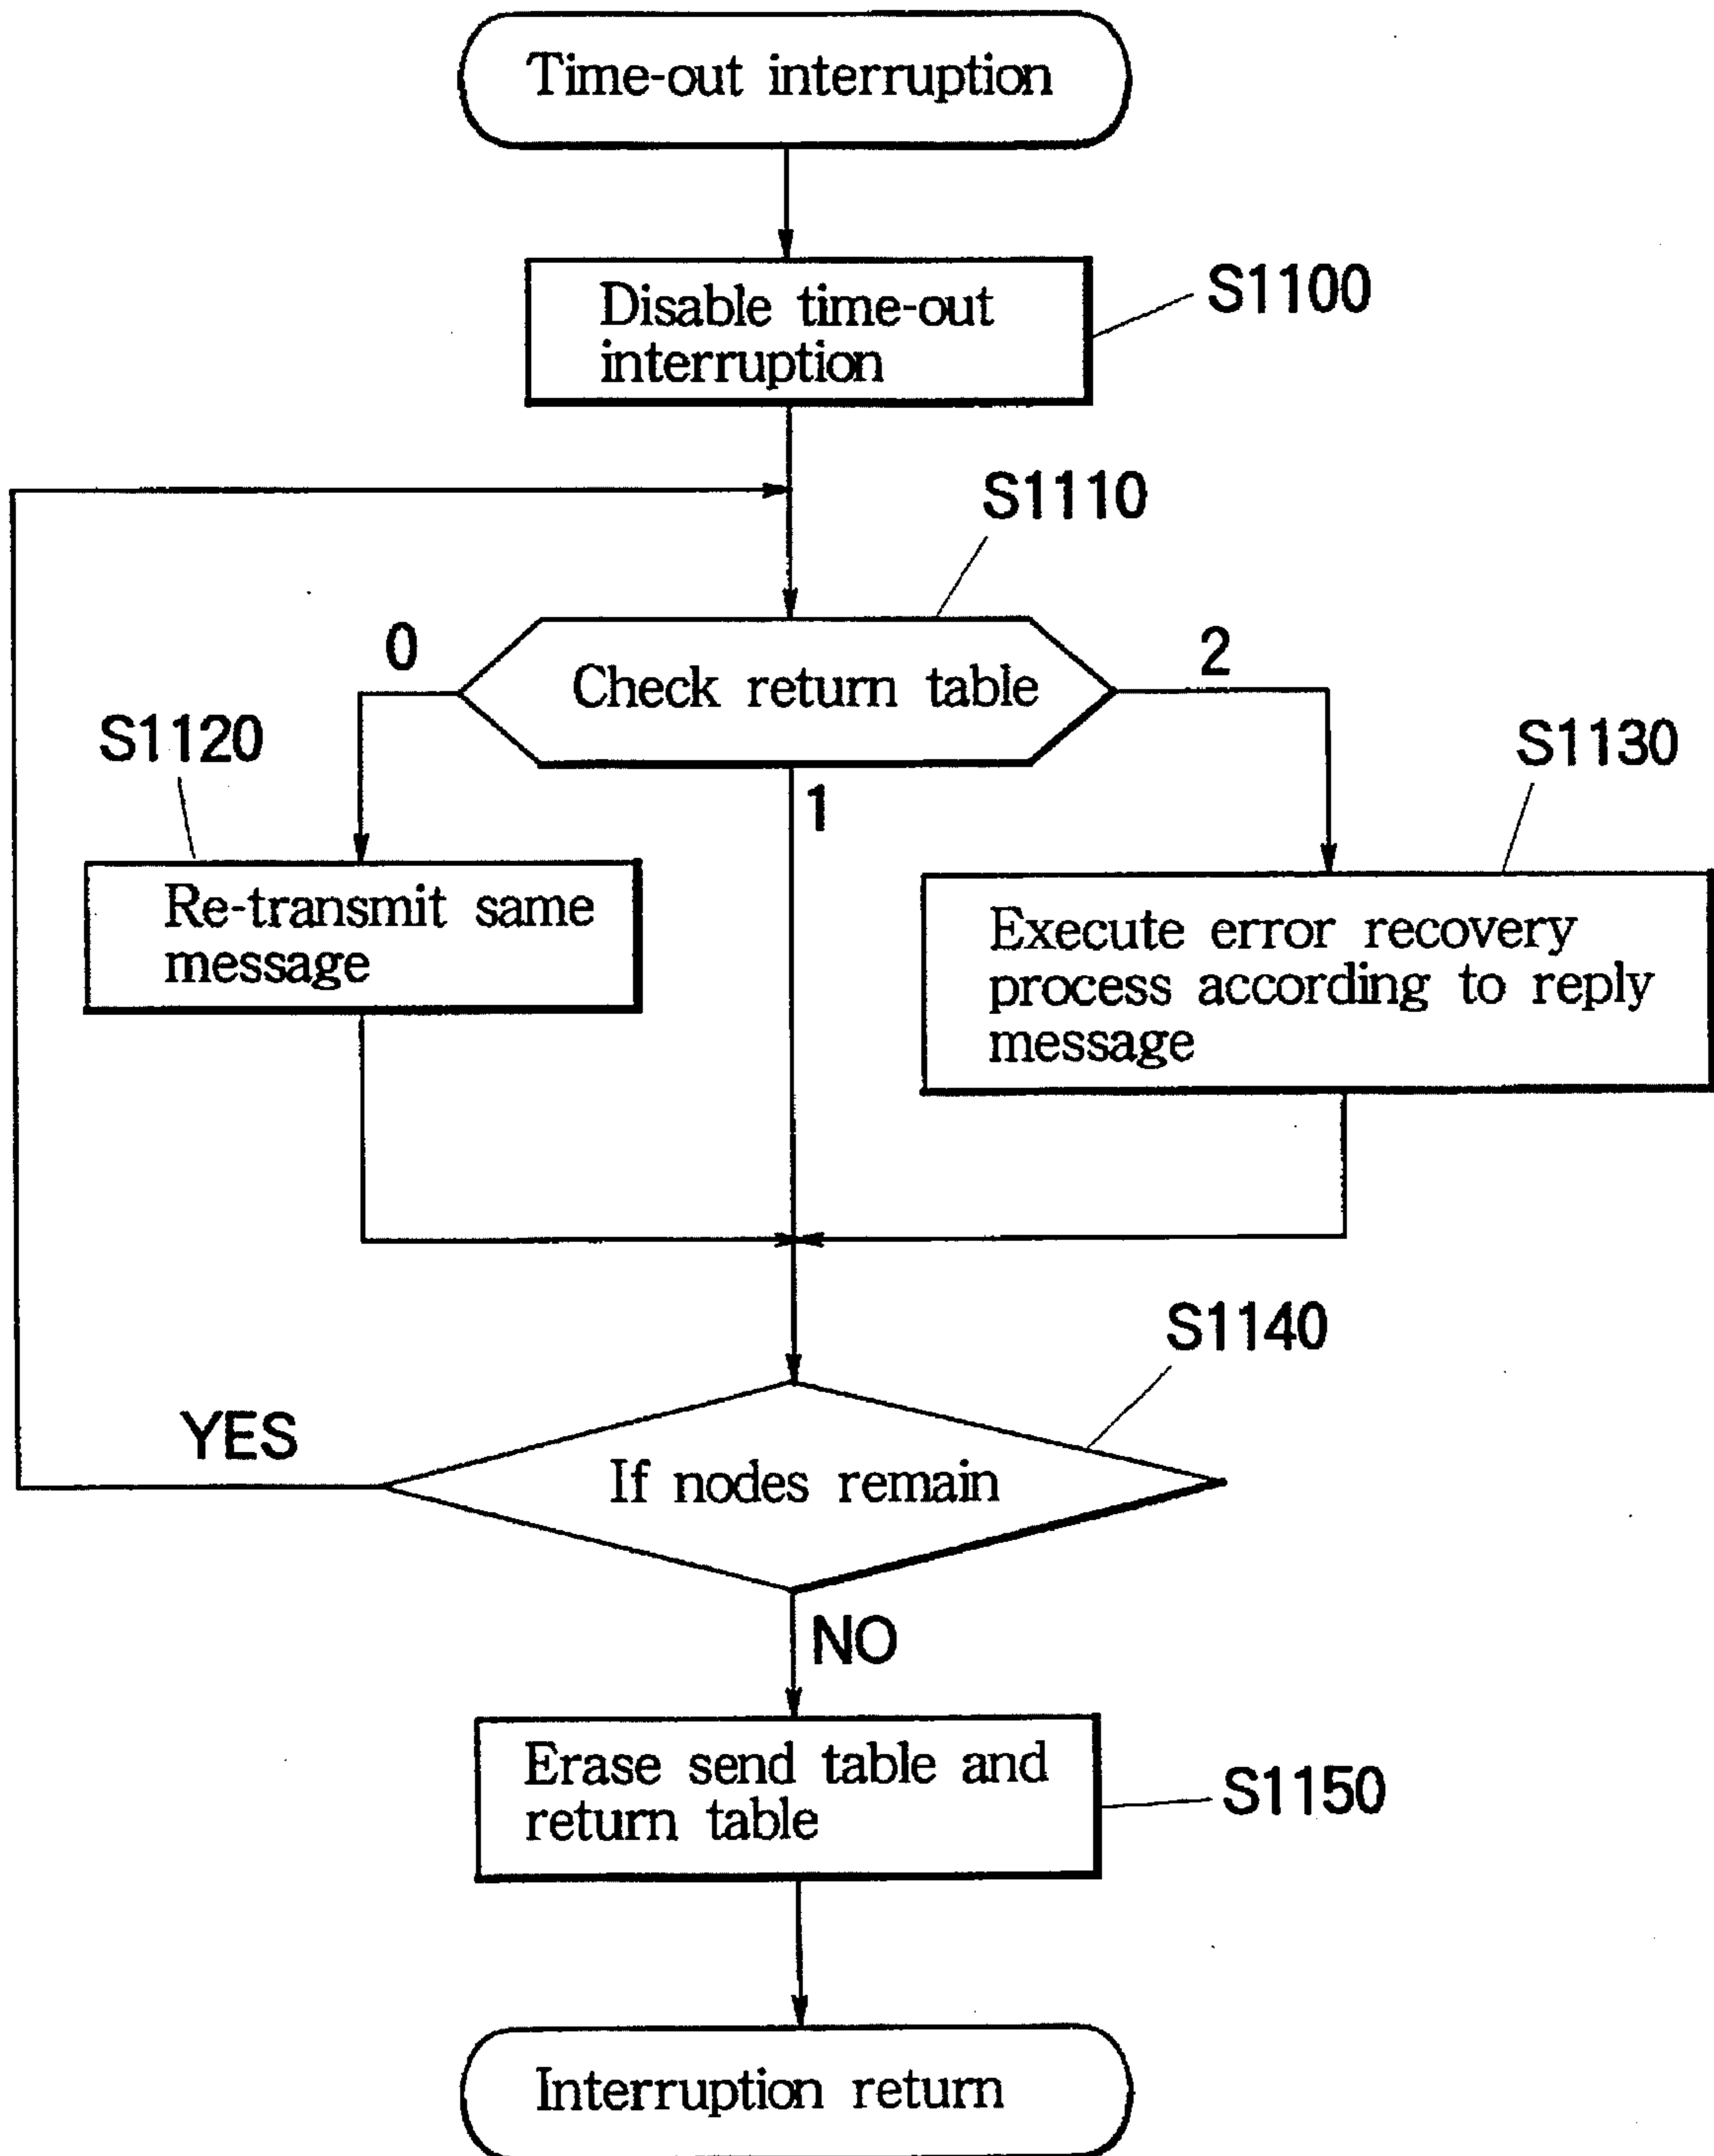 Time-out interruption
Disable time-out
interruption
S1100
S1110
0
Check return table
2
S1120
1
S1130
Re-transmit same
message
Execute error recovery
process according to reply
message
S1140
YES
If nodes remain
NO
Erase send table and
return table
S1150
Interruption return